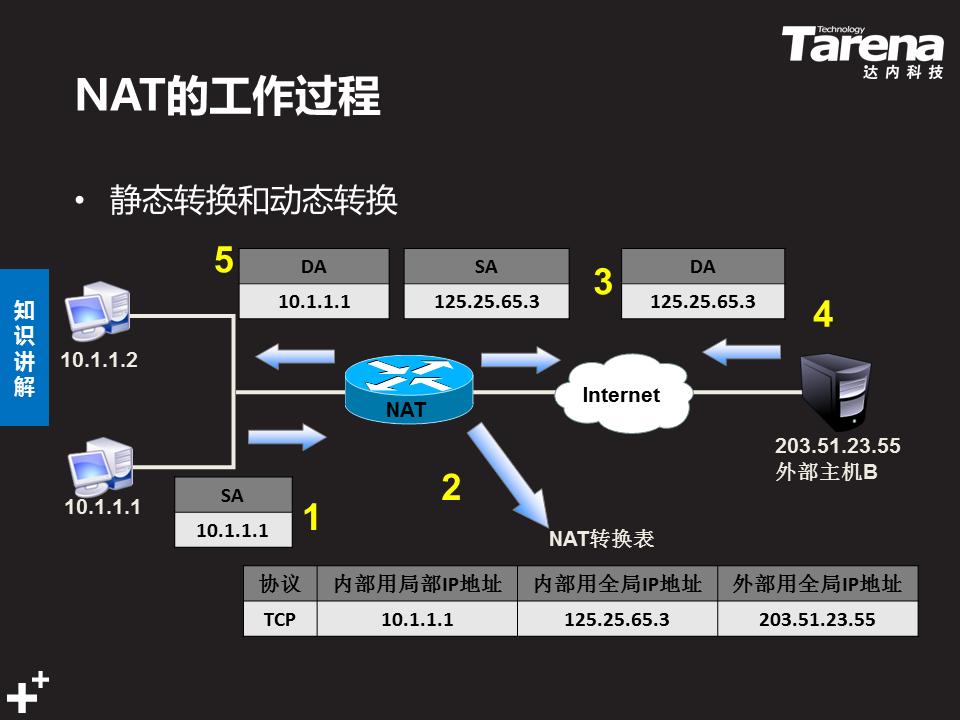 Technology
Tarena
达内科技
NAT的工作过程
• 静态转换和动态转换
知识讲解
5
DA
10.1.1.1
SA
125.25.65.3
3
DA
125.25.65.3
4
10.1.1.2
NAT
Internet
203.51.23.55
外部主机B
10.1.1.1
SA
10.1.1.1
1
2
NAT转换表
协议 内部用局部IP地址 内部用全局IP地址 外部用全局IP地址
TCP 10.1.1.1 125.25.65.3 203.51.23.55